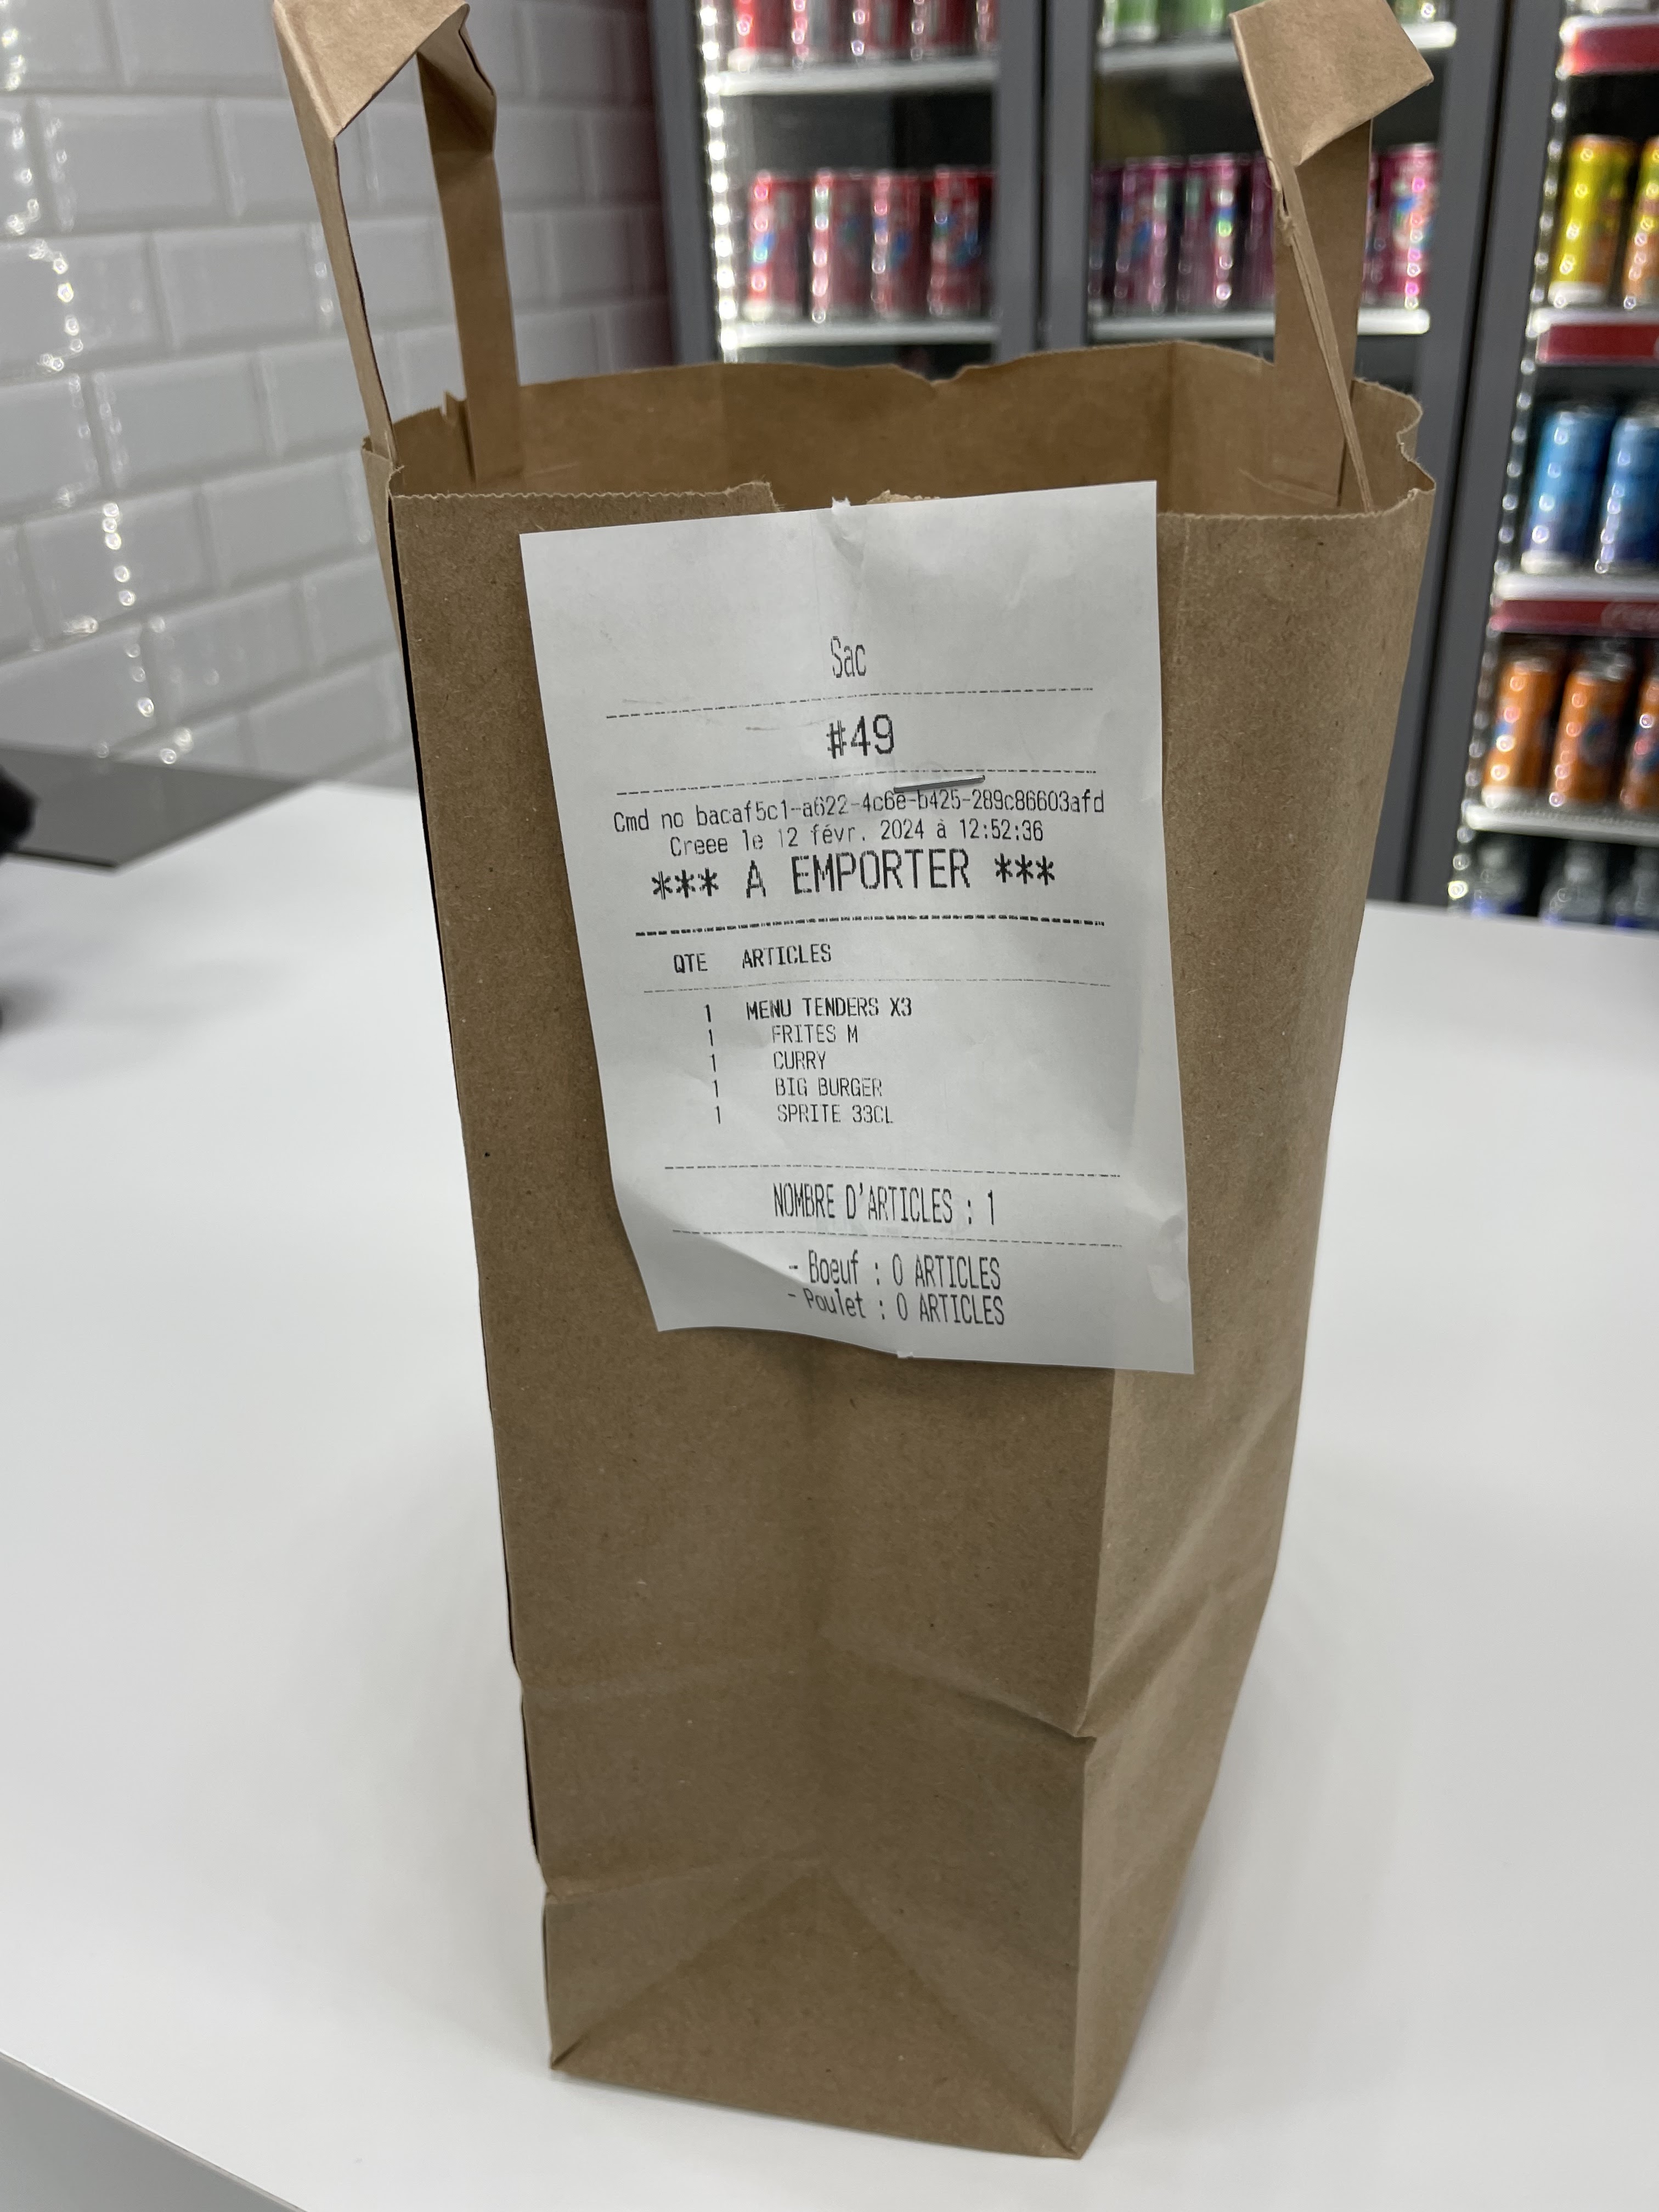 Sac
#49
Cmd no bacaf5c1-a622-4c6e-b425-289c86603afd
Creee le 12 févr. 2024 à 12:52:36
*** A EMPORTER ***
QTE ARTICLES
1 MENU TENDERS X3
1 FRITES M
1 CURRY
1 BIG BURGER
1 SPRITE 33CL
NOMBRE D'ARTICLES : 1
- Boeuf : 0 ARTICLES
- Poulet : 0 ARTICLES